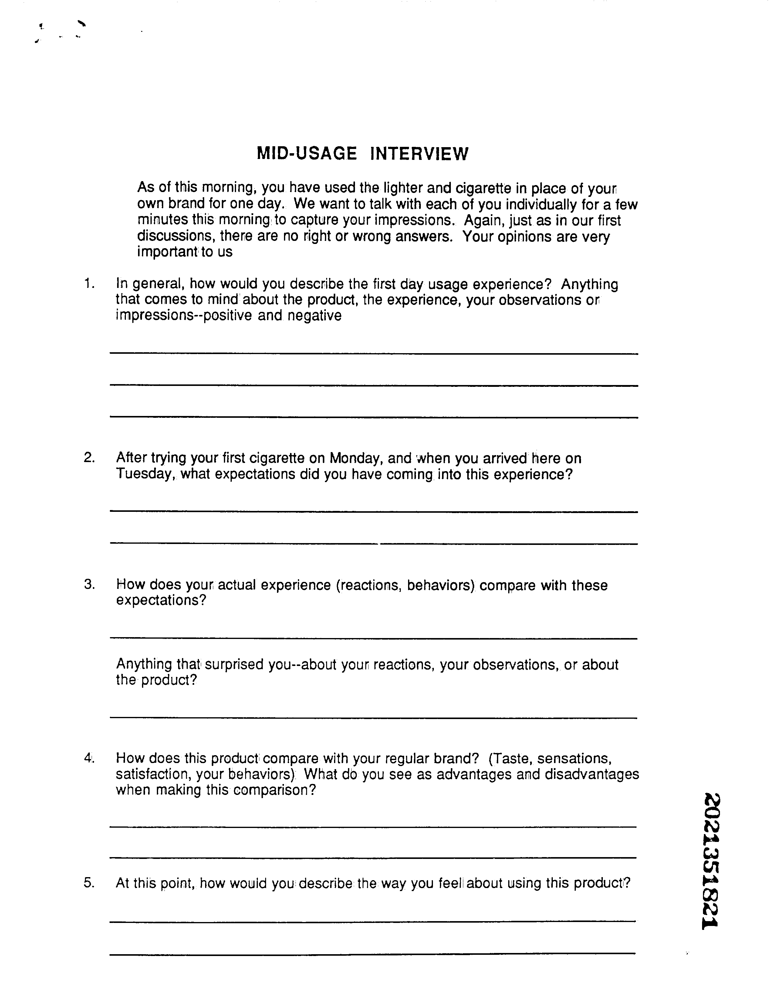 MID-USAGE INTERVIEW
As of this morning, you have used the lighter and cigarette in place of your
own brand for one day. We want to talk with each of you individually for a few
minutes this morning to capture your impressions. Again, just as in our first
discussions, there are no right or wrong answers. Your opinions are very
important to us
1. In general, how would you describe the first day usage experience? Anything
that comes to mind about the product, the experience, your observations or
impressions--positive and negative
2. After trying your first cigarette on Monday, and when you arrived here on
Tuesday, what expectations did you have coming into this experience?
3. How does your actual experience (reactions, behaviors) compare with these
expectations?
Anything that surprised you--about your reactions, your observations, or about
the product?
4. How does this product compare with your regular brand? (Taste, sensations,
satisfaction, your behaviors) What do you see as advantages and disadvantages
when making this comparison?
5. At this point, how would you describe the way you feel about using this product?
2021351821